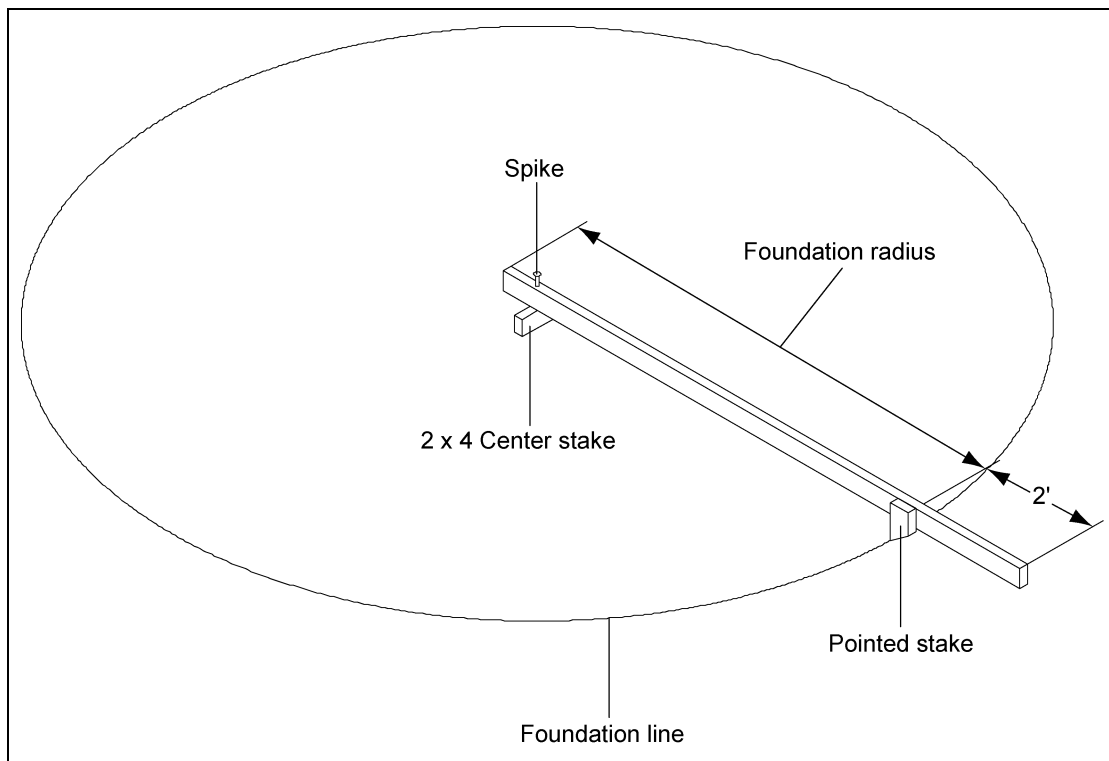 Spike
Foundation radius
2 x 4 Center stake
2'
Pointed stake
Foundation line